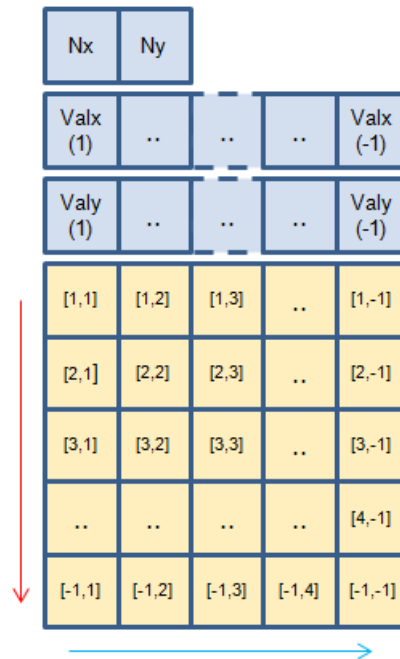 Nx Ny
Valx .. .. .. Valx
(1) (-1)
Valy .. .. .. Valy
(1) (-1)
[1,1] [1,2] [1,3] .. [1,-1]
[2,1] [2,2] [2,3] .. [2,-1]
[3,1] [3,2] [3,3] .. [3,-1]
.. .. .. .. [4,-1]
[-1,1] [-1,2] [-1,3] [-1,4] [-1,-1]